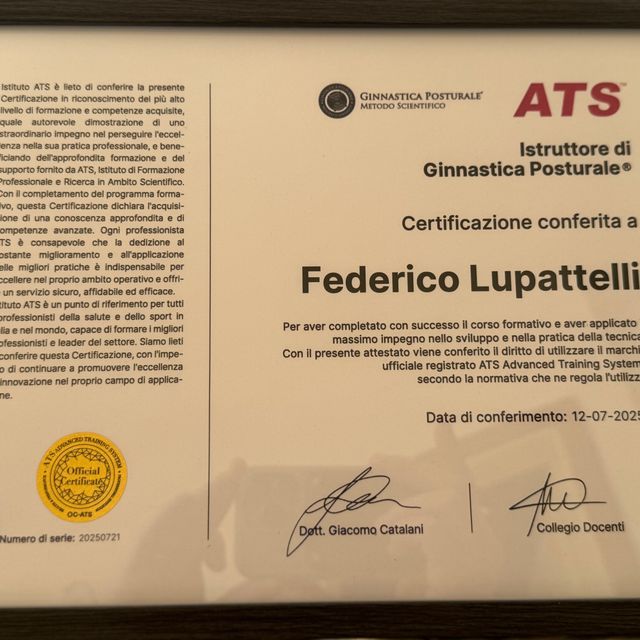 Istituto ATS è lieto di conferire la presente
Certificazione in riconoscimento del più alto
livello di formazione e competenze acquisite,
quale autorevole dimostrazione di uno
straordinario impegno nel perseguire l'eccel-
lenza nella sua pratica professionale, e bene-
ficiando dell'approfondita formazione e del
supporto fornito da ATS, Istituto di Formazione
Professionale e Ricerca in Ambito Scientifico.
Con il completamento del programma forma-
tivo, questa Certificazione dichiara l'acquisi-
zione di una conoscenza approfondita e di
competenze avanzate. Ogni professionista
ATS è consapevole che la dedizione al
costante miglioramento e all'applicazione
delle migliori pratiche è indispensabile per
eccellere nel proprio ambito operativo e offri-
un servizio sicuro, affidabile ed efficace.
Istituto ATS è un punto di riferimento per tutti
professionisti della salute e dello sport in
Italia e nel mondo, capace di formare i migliori
professionisti e leader del settore. Siamo lieti
conferire questa Certificazione, con l'impe-
di continuare a promuovere l'eccellenza
innovazione nel proprio campo di applica-
ne.
ATS ADVANCED TRAINING SYSTEM
Official
Certificate
OC-ATS
Numero di serie: 20250721
GINNASTICA POSTURALE®
METODO SCIENTIFICO
ATS™
Istruttore di
Ginnastica Posturale®
Certificazione conferita a
Federico Lupattelli
Per aver completato con successo il corso formativo e aver applicato
massimo impegno nello sviluppo e nella pratica della tecnica
Con il presente attestato viene conferito il diritto di utilizzare il marchi
ufficiale registrato ATS Advanced Training System
secondo la normativa che ne regola l'utilizz
Data di conferimento: 12-07-2025
Dott. Giacomo Catalani
Collegio Docenti